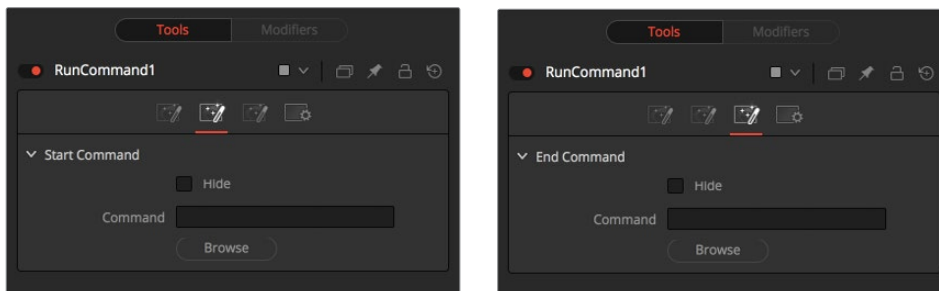 Tools Modifiers
RunCommand1
Start Command
Hide
Command
Browse
Tools Modifiers
RunCommand1
End Command
Hide
Command
Browse